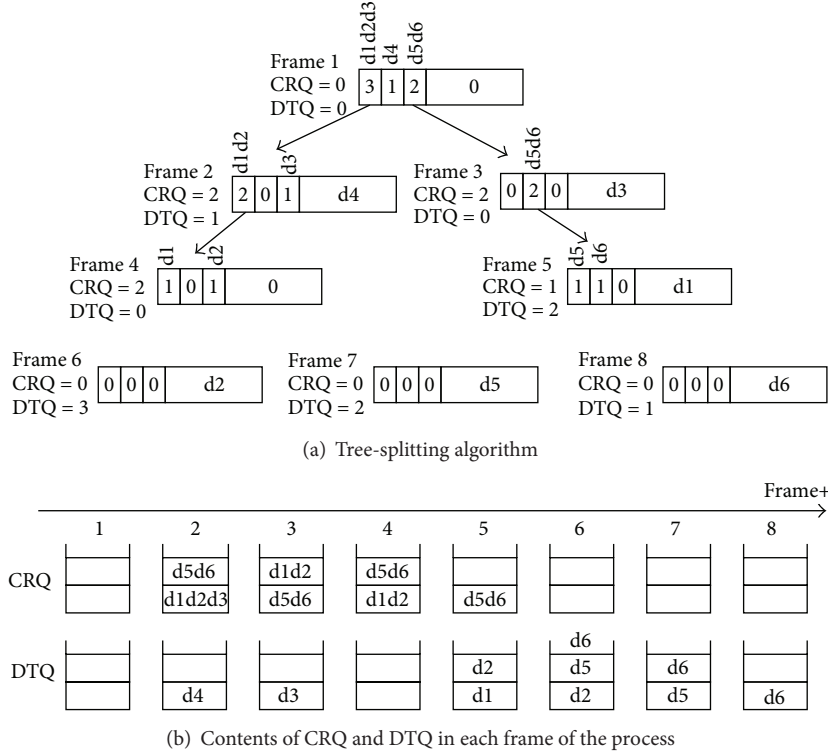 d1d2d3
d4
d5d6
Frame 1
CRQ = 0
DTQ = 0
3 1 2 0
d1d2
d3
Frame 2
CRQ = 2
DTQ = 1
2 0 1 d4
d5d6
Frame 3
CRQ = 2
DTQ = 0
0 2 0 d3
d1
d2
Frame 4
CRQ = 2
DTQ = 0
1 0 1 0
d5
d6
Frame 5
CRQ = 1
DTQ = 2
1 1 0 d1
Frame 6
CRQ = 0
DTQ = 3
0 0 0 d2
Frame 7
CRQ = 0
DTQ = 2
0 0 0 d5
Frame 8
CRQ = 0
DTQ = 1
0 0 0 d6
(a) Tree-splitting algorithm
Frame+
1 2 3 4 5 6 7 8
CRQ
d5d6 d1d2 d5d6
d1d2d3 d5d6 d1d2 d5d6
DTQ
d6
d2 d5 d6
d4 d3 d1 d2 d5 d6
(b) Contents of CRQ and DTQ in each frame of the process